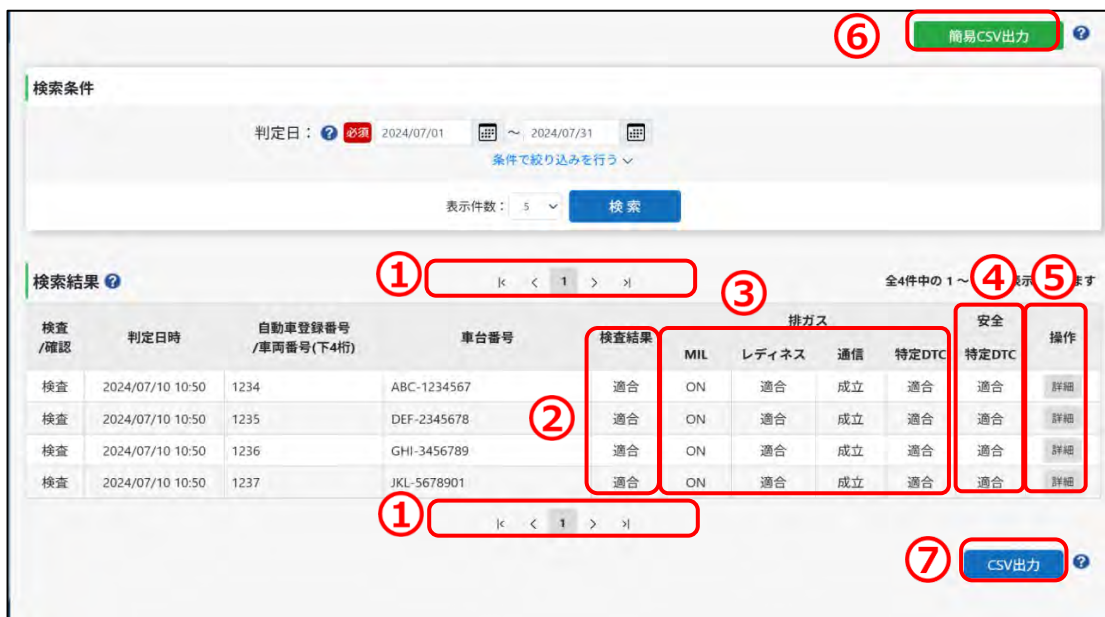 ⑥ 簡易CSV出力 ?
検索条件
判定日： ? 必須 2024/07/01 ～ 2024/07/31
条件で絞り込みを行う
表示件数： 5 検索
検索結果 ? ① |< < 1 > >| 全4件中の 1 ～ ④ 表示 ⑤ ます
③
検査/確認 判定日時 自動車登録番号/車両番号(下4桁) 車台番号 検査結果 排ガス 安全 操作
MIL レディネス 通信 特定DTC 特定DTC
検査 2024/07/10 10:50 1234 ABC-1234567 適合 ON 適合 成立 適合 適合 詳細
検査 2024/07/10 10:50 1235 DEF-2345678 ② 適合 ON 適合 成立 適合 適合 詳細
検査 2024/07/10 10:50 1236 GHI-3456789 適合 ON 適合 成立 適合 適合 詳細
検査 2024/07/10 10:50 1237 JKL-5678901 適合 ON 適合 成立 適合 適合 詳細
① |< < 1 > >|
⑦ CSV出力 ?